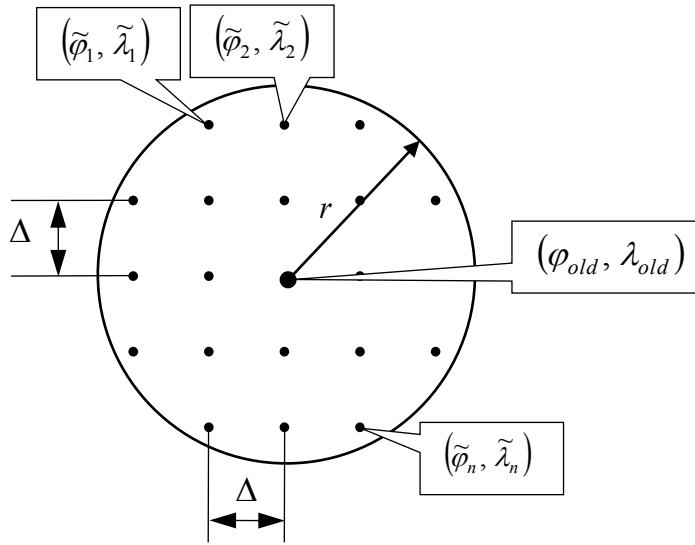 (φ̃₁, λ̃₁)
(φ̃₂, λ̃₂)
r
Δ
(φ_old, λ_old)
(φ̃ₙ, λ̃ₙ)
Δ